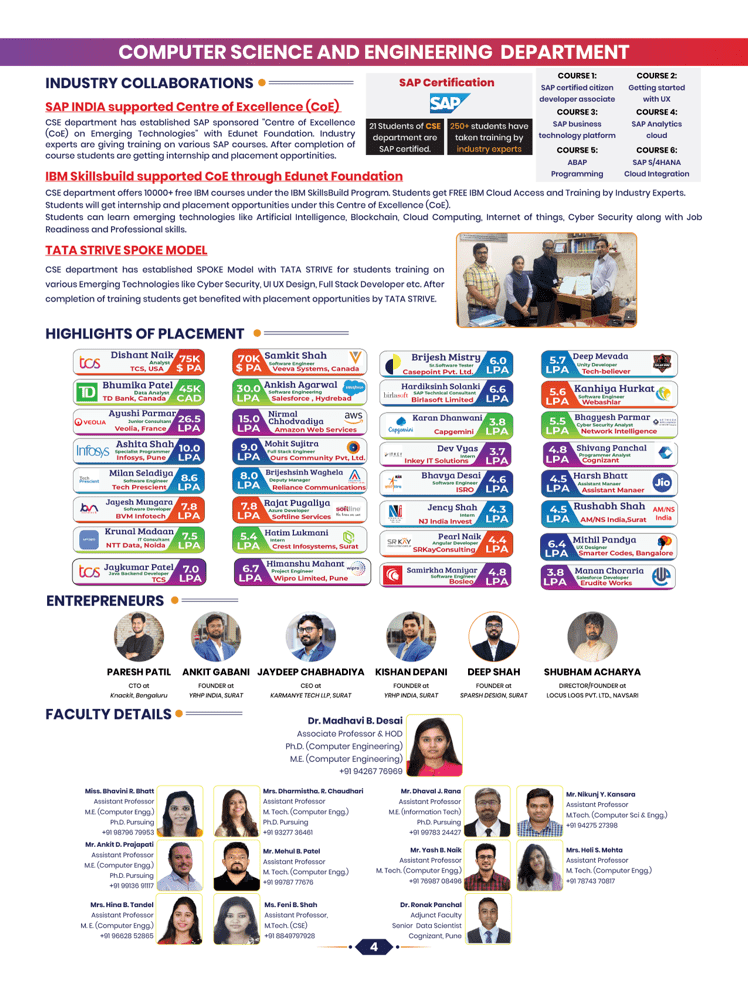 COMPUTER SCIENCE AND ENGINEERING DEPARTMENT
INDUSTRY COLLABORATIONS
SAP INDIA supported Centre of Excellence (CoE)
CSE department has established SAP sponsored "Centre of Excellence
(CoE) on Emerging Technologies" with Edunet Foundation. Industry
experts are giving training on various SAP courses. After completion of
course students are getting internship and placement opportinities.
SAP Certification
SAP
21 Students of CSE
department are
SAP certified.
250+ students have
taken training by
industry experts
COURSE 1:
SAP certified citizen
developer associate
COURSE 2:
Getting started
with UX
COURSE 3:
SAP business
technology platform
COURSE 4:
SAP Analytics
cloud
COURSE 5:
ABAP
Programming
COURSE 6:
SAP S/4HANA
Cloud Integration
IBM Skillsbuild supported CoE through Edunet Foundation
CSE department offers 10000+ free IBM courses under the IBM SkillsBuild Program. Students get FREE IBM Cloud Access and Training by Industry Experts.
Students will get internship and placement opportunities under this Centre of Excellence (CoE).
Students can learn emerging technologies like Artificial Intelligence, Blockchain, Cloud Computing, Internet of things, Cyber Security along with Job
Readiness and Professional skills.
TATA STRIVE SPOKE MODEL
CSE department has established SPOKE Model with TATA STRIVE for students training on
various Emerging Technologies like Cyber Security, UI UX Design, Full Stack Developer etc. After
completion of training students get benefited with placement opportunities by TATA STRIVE.
HIGHLIGHTS OF PLACEMENT
tcs
Dishant Naik
Analyst
TCS, USA
75K
$ PA
TD
Bhumika Patel
Data Analyst
TD Bank, Canada
45K
CAD
VEOLIA
Ayushi Parmar
Junior Consultant
Veolia, France
26.5
LPA
Infosys
Ashita Shah
Specialist Programmer
Infosys, Pune
10.0
LPA
Tech
Prescient
Milan Seladiya
Software Engineer
Tech Prescient
8.6
LPA
Jayesh Mungara
Software Developer
BVM Infotech
7.8
LPA
Krunal Madaan
IT Consultant
NTT Data, Noida
7.5
LPA
tcs
Jaykumar Patel
Java Backend Developer
TCS
7.0
LPA
70K
$ PA
Samkit Shah
Software Engineer
Veeva Systems, Canada
30.0
LPA
Ankish Agarwal
Software Engineering
Salesforce , Hydrebad
15.0
LPA
Nirmal
Chhodvadiya
Amazon Web Services
aws
9.0
LPA
Mohit Sujitra
Full Stack Engineer
Ours Community Pvt, Ltd.
8.0
LPA
Brijeshsinh Waghela
Deputy Manager
Reliance Communications
7.8
LPA
Rajat Pugaliya
Azure Developer
Softline Services
softline
5.4
LPA
Hatim Lukmani
Intern
Crest Infosystems, Surat
6.7
LPA
Himanshu Mahant
Project Engineer
Wipro Limited, Pune
wipro
Brijesh Mistry
Sr.Software Tester
Casepoint Pvt. Ltd,
6.0
LPA
birlasoft
Hardiksinh Solanki
SAP Technical Consultant
Birlasoft Limited
6.6
LPA
Capgemini
Karan Dhanwani
Capgemini
3.8
LPA
Dev Vyas
Intern
Inkey IT Solutions
3.7
LPA
Bhavya Desai
Software Engineer
ISRO
4.6
LPA
Jency Shah
Intern
NJ India Invest
4.3
LPA
SRKAY
Pearl Naik
Angular Developer
SRKayConsulting
4.4
LPA
Samirkha Maniyar
Software Engineer
Bosleo
4.8
LPA
5.7
LPA
Deep Mevada
Unity Developer
Tech-believer
5.6
LPA
Kanhiya Hurkat
Software Engineer
Webashlar
5.5
LPA
Bhagyesh Parmar
Cyber Security Analyst
Network Intelligence
4.8
LPA
Shivang Panchal
Programmer Analyst
Cognizant
4.5
LPA
Harsh Bhatt
Assistant Manaer
Assistant Manaer
Jio
4.5
LPA
Rushabh Shah
AM/NS India,Surat
AM/NS
India
6.4
LPA
Mithil Pandya
UX Designer
Smarter Codes, Bangalore
3.8
LPA
Manan Choraria
Salesforce Developer
Erudite Works
ENTREPRENEURS
PARESH PATIL
CTO at
Knackit, Bengaluru
ANKIT GABANI
FOUNDER at
YRHP INDIA, SURAT
JAYDEEP CHABHADIYA
CEO at
KARMANYE TECH LLP, SURAT
KISHAN DEPANI
FOUNDER at
YRHP INDIA, SURAT
DEEP SHAH
FOUNDER at
SPARSH DESIGN, SURAT
SHUBHAM ACHARYA
DIRECTOR/FOUNDER at
LOCUS LOGS PVT. LTD., NAVSARI
FACULTY DETAILS
Dr. Madhavi B. Desai
Associate Professor & HOD
Ph.D. (Computer Engineering)
M.E. (Computer Engineering)
+91 94267 76969
Miss. Bhavini R. Bhatt
Assistant Professor
M.E. (Computer Engg.)
Ph.D. Pursuing
+91 98796 79953
Mrs. Dharmistha. R. Chaudhari
Assistant Professor
M. Tech. (Computer Engg.)
Ph.D. Pursuing
+91 93277 36461
Mr. Dhaval J. Rana
Assistant Professor
M.E. (Information Tech)
Ph.D. Pursuing
+91 99783 24427
Mr. Nikunj Y. Kansara
Assistant Professor
M.Tech. (Computer Sci & Engg.)
+91 94275 27398
Mr. Ankit D. Prajapati
Assistant Professor
M.E. (Computer Engg.)
Ph.D. Pursuing
+91 99136 91117
Mr. Mehul B. Patel
Assistant Professor
M. Tech. (Computer Engg.)
+91 99787 77676
Mr. Yash B. Naik
Assistant Professor
M. Tech. (Computer Engg.)
+91 76987 08496
Mrs. Heli S. Mehta
Assistant Professor
M. Tech. (Computer Engg.)
+91 78743 70817
Mrs. Hina B. Tandel
Assistant Professor
M. E. (Computer Engg.)
+91 96628 52865
Ms. Feni B. Shah
Assistant Professor,
M.Tech. (CSE)
+91 8849797928
Dr. Ronak Panchal
Adjunct Faculty
Senior Data Scientist
Cognizant, Pune
4